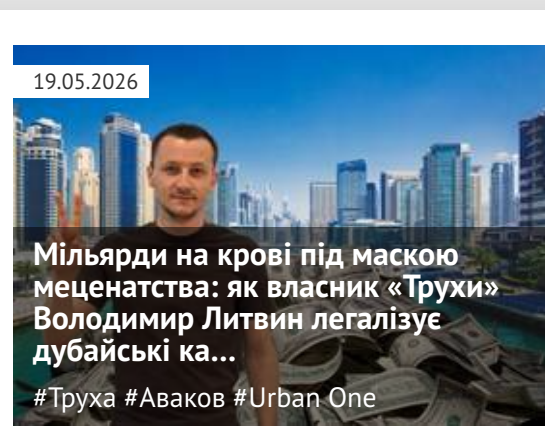 19.05.2026
Мільярди на крові під маскою
меценатства: як власник «Трухи»
Володимир Литвин легалізує
дубайські ка...
#Труха #Аваков #Urban One